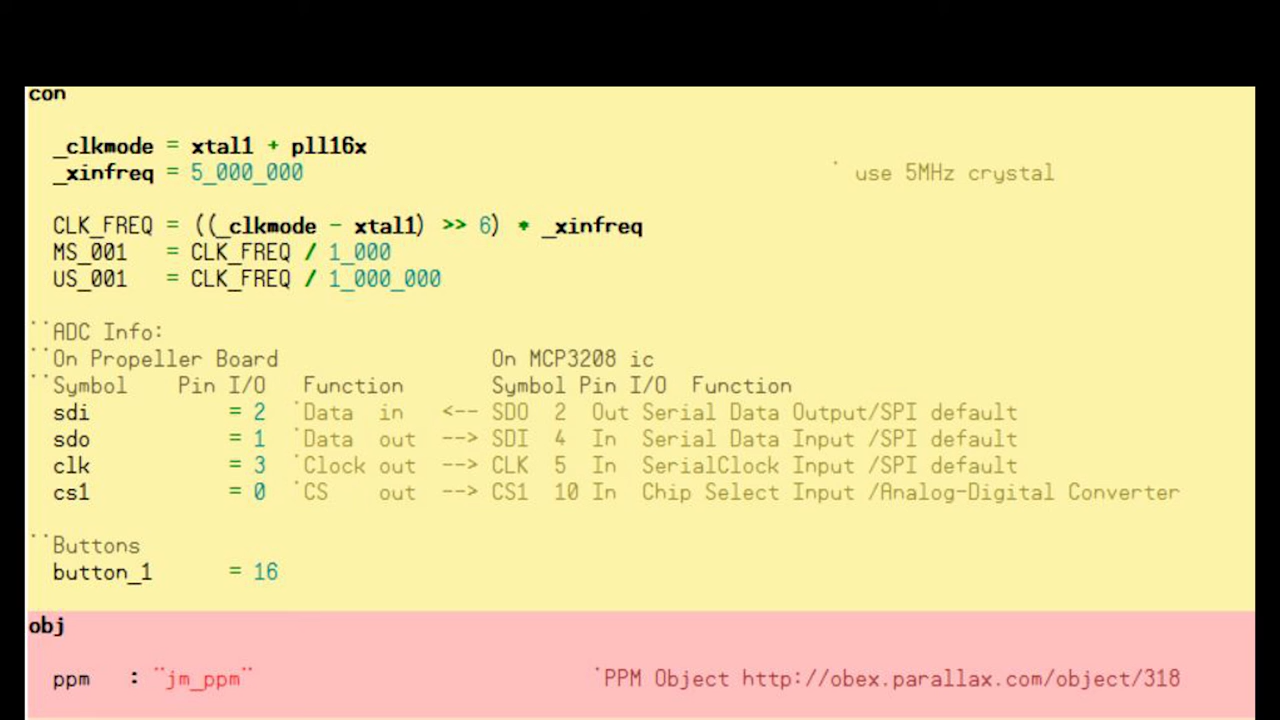 con
_clkmode = xtal1 + pll16x
_xinfreq = 5_000_000 ' use 5MHz crystal
CLK_FREQ = ((_clkmode - xtal1) >> 6) * _xinfreq
MS_001 = CLK_FREQ / 1_000
US_001 = CLK_FREQ / 1_000_000
''ADC Info:
''On Propeller Board On MCP3208 ic
''Symbol Pin I/O Function Symbol Pin I/O Function
sdi = 2 'Data in <-- SDO 2 Out Serial Data Output/SPI default
sdo = 1 'Data out --> SDI 4 In Serial Data Input /SPI default
clk = 3 'Clock out --> CLK 5 In SerialClock Input /SPI default
cs1 = 0 'CS out --> CS1 10 In Chip Select Input /Analog-Digital Converter
''Buttons
button_1 = 16
obj
ppm : "jm_ppm" 'PPM Object http://obex.parallax.com/object/318